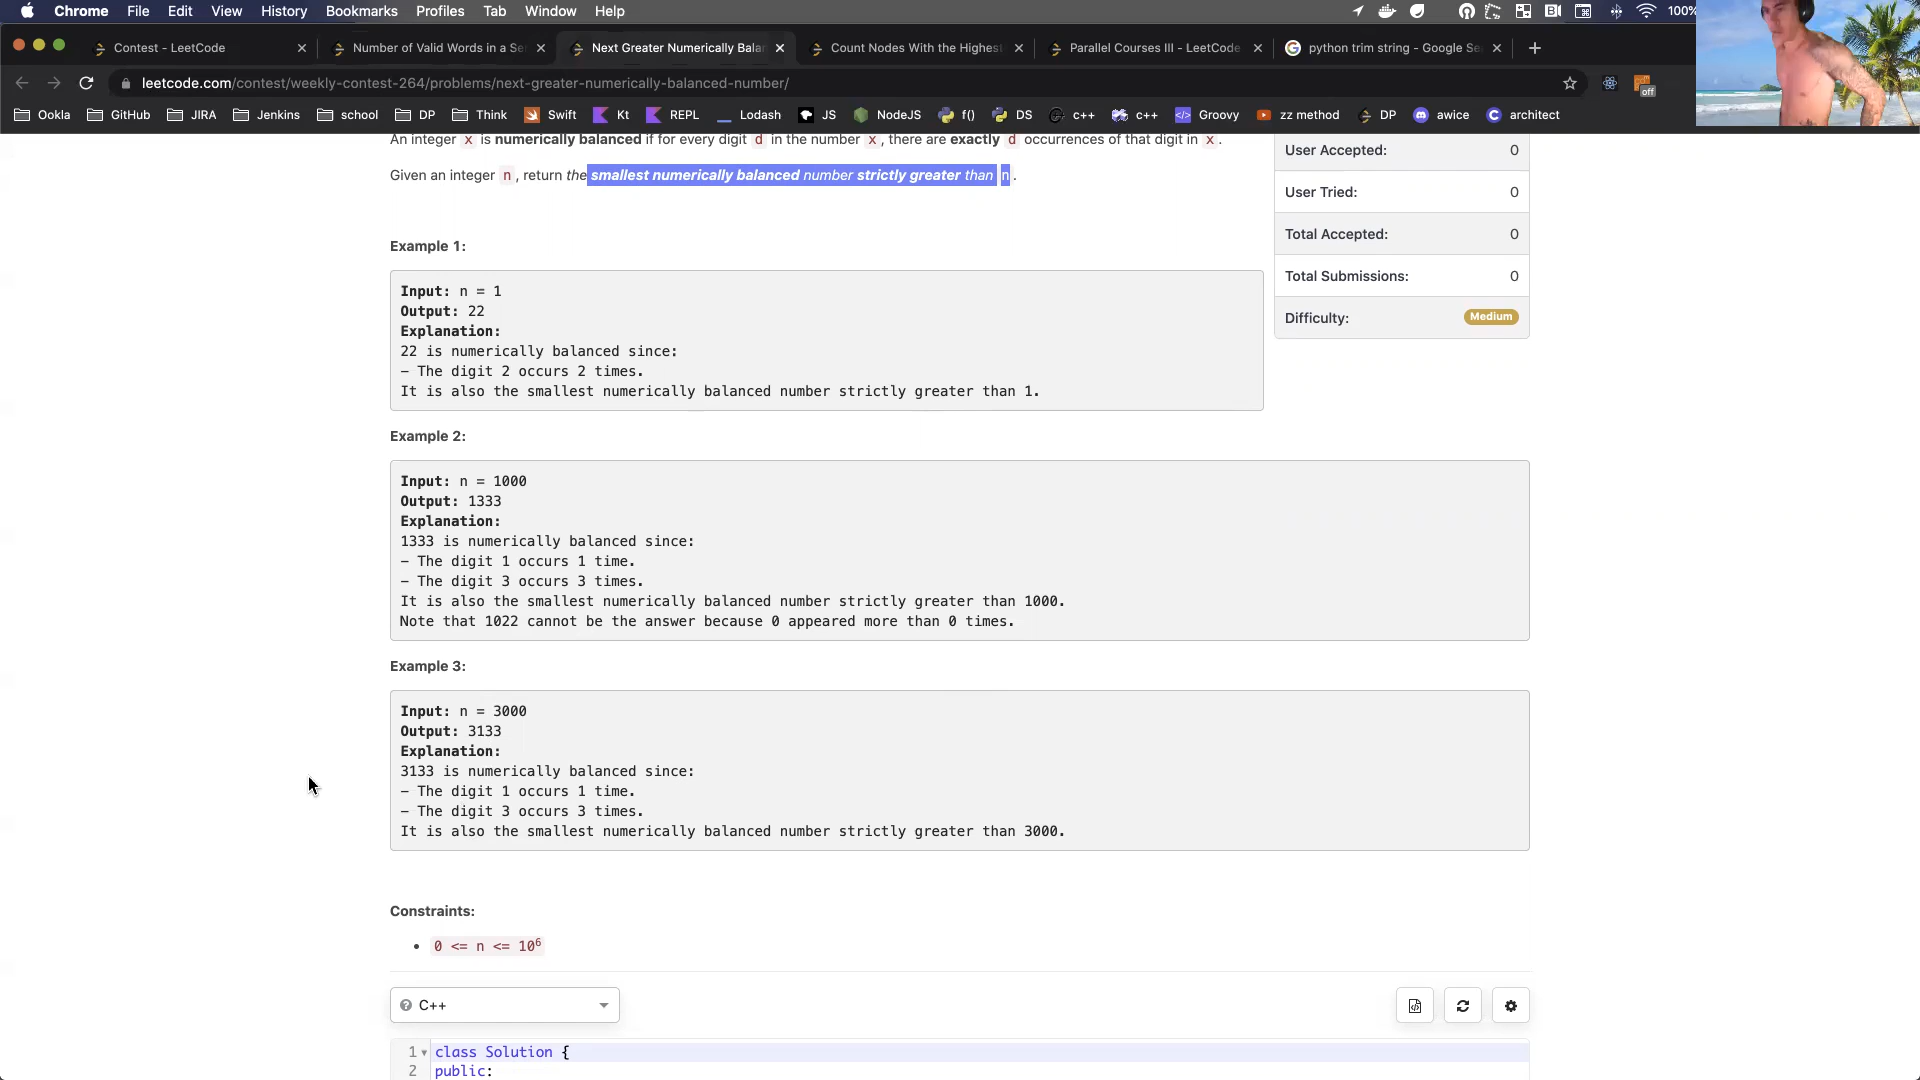 Chrome File Edit View History Bookmarks Profiles Tab Window Help 100%
Contest - LeetCode Number of Valid Words in a Se Next Greater Numerically Bala Count Nodes With the Highes Parallel Courses III - LeetCode python trim string - Google Se
leetcode.com/contest/weekly-contest-264/problems/next-greater-numerically-balanced-number/ off
Ookla GitHub JIRA Jenkins school DP Think Swift Kt REPL Lodash JS NodeJS f() DS c++ c++ Groovy zz method DP awice architect
An integer x is numerically balanced if for every digit d in the number x, there are exactly d occurrences of that digit in x.
Given an integer n, return the smallest numerically balanced number strictly greater than n.
User Accepted: 0
User Tried: 0
Total Accepted: 0
Total Submissions: 0
Difficulty: Medium
Example 1:
Input: n = 1
Output: 22
Explanation:
22 is numerically balanced since:
- The digit 2 occurs 2 times.
It is also the smallest numerically balanced number strictly greater than 1.
Example 2:
Input: n = 1000
Output: 1333
Explanation:
1333 is numerically balanced since:
- The digit 1 occurs 1 time.
- The digit 3 occurs 3 times.
It is also the smallest numerically balanced number strictly greater than 1000.
Note that 1022 cannot be the answer because 0 appeared more than 0 times.
Example 3:
Input: n = 3000
Output: 3133
Explanation:
3133 is numerically balanced since:
- The digit 1 occurs 1 time.
- The digit 3 occurs 3 times.
It is also the smallest numerically balanced number strictly greater than 3000.
Constraints:
• 0 <= n <= 10⁶
C++
1 class Solution {
2 public: